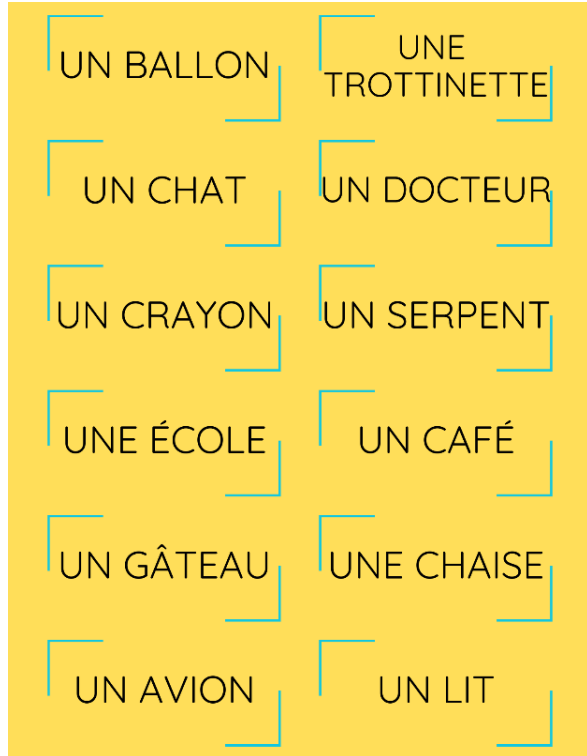 UN BALLON
UNE
TROTTINETTE
UN CHAT
UN DOCTEUR
UN CRAYON
UN SERPENT
UNE ÉCOLE
UN CAFÉ
UN GÂTEAU
UNE CHAISE
UN AVION
UN LIT